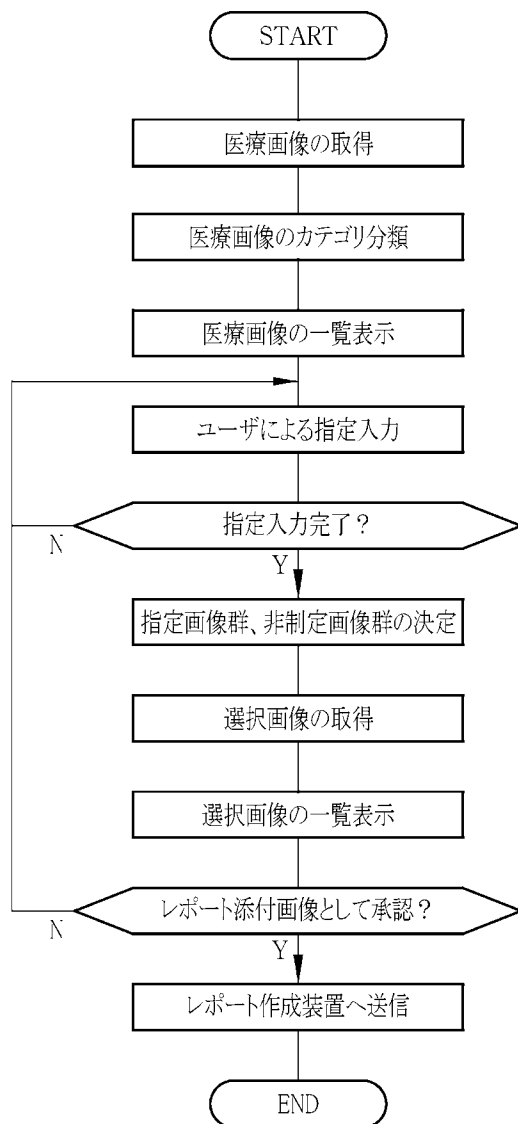 START
医療画像の取得
医療画像のカテゴリ分類
医療画像の一覧表示
ユーザによる指定入力
指定入力完了?
N
Y
指定画像群、非制定画像群の決定
選択画像の取得
選択画像の一覧表示
レポート添付画像として承認?
N
Y
レポート作成装置へ送信
END